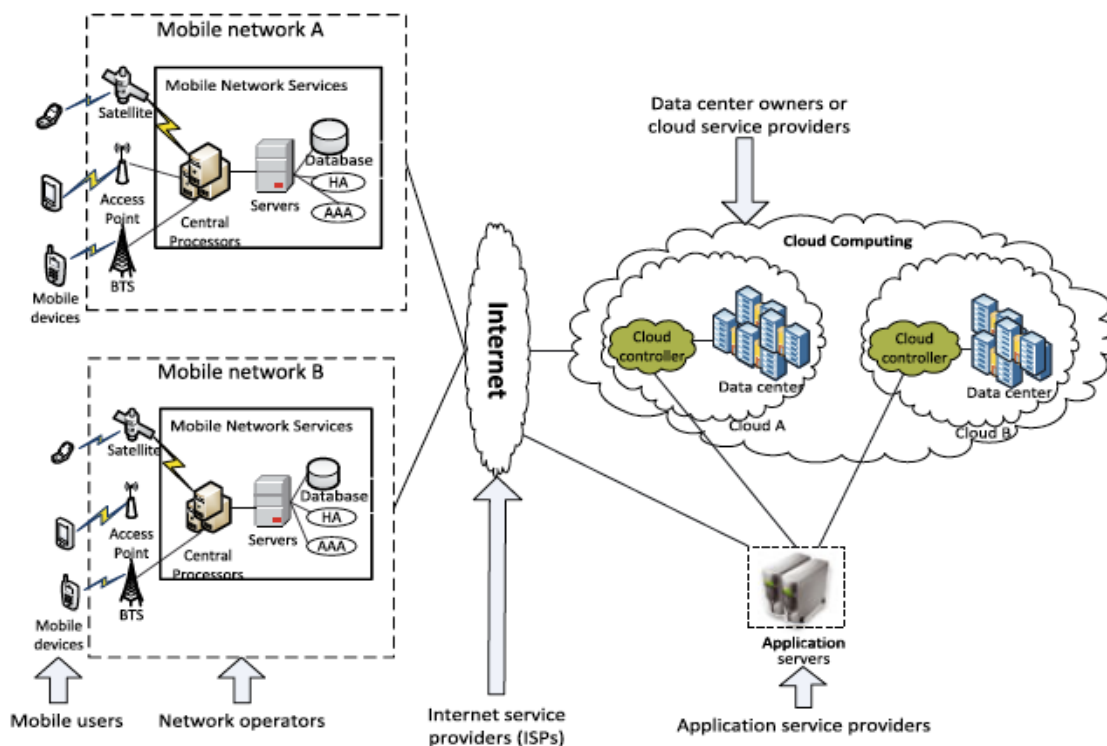 Mobile network A
Mobile Network Services
Satellite
Database
HA
AAA
Servers
Access
Point
Central
Processors
BTS
Mobile
devices
Mobile network B
Mobile Network Services
Satellite
Database
HA
AAA
Servers
Access
Point
Central
Processors
BTS
Mobile
devices
Mobile users
Network operators
Internet
Internet service
providers (ISPs)
Data center owners or
cloud service providers
Cloud Computing
Cloud
controller
Data center
Cloud A
Cloud
controller
Data center
Cloud B
Application
servers
Application service providers